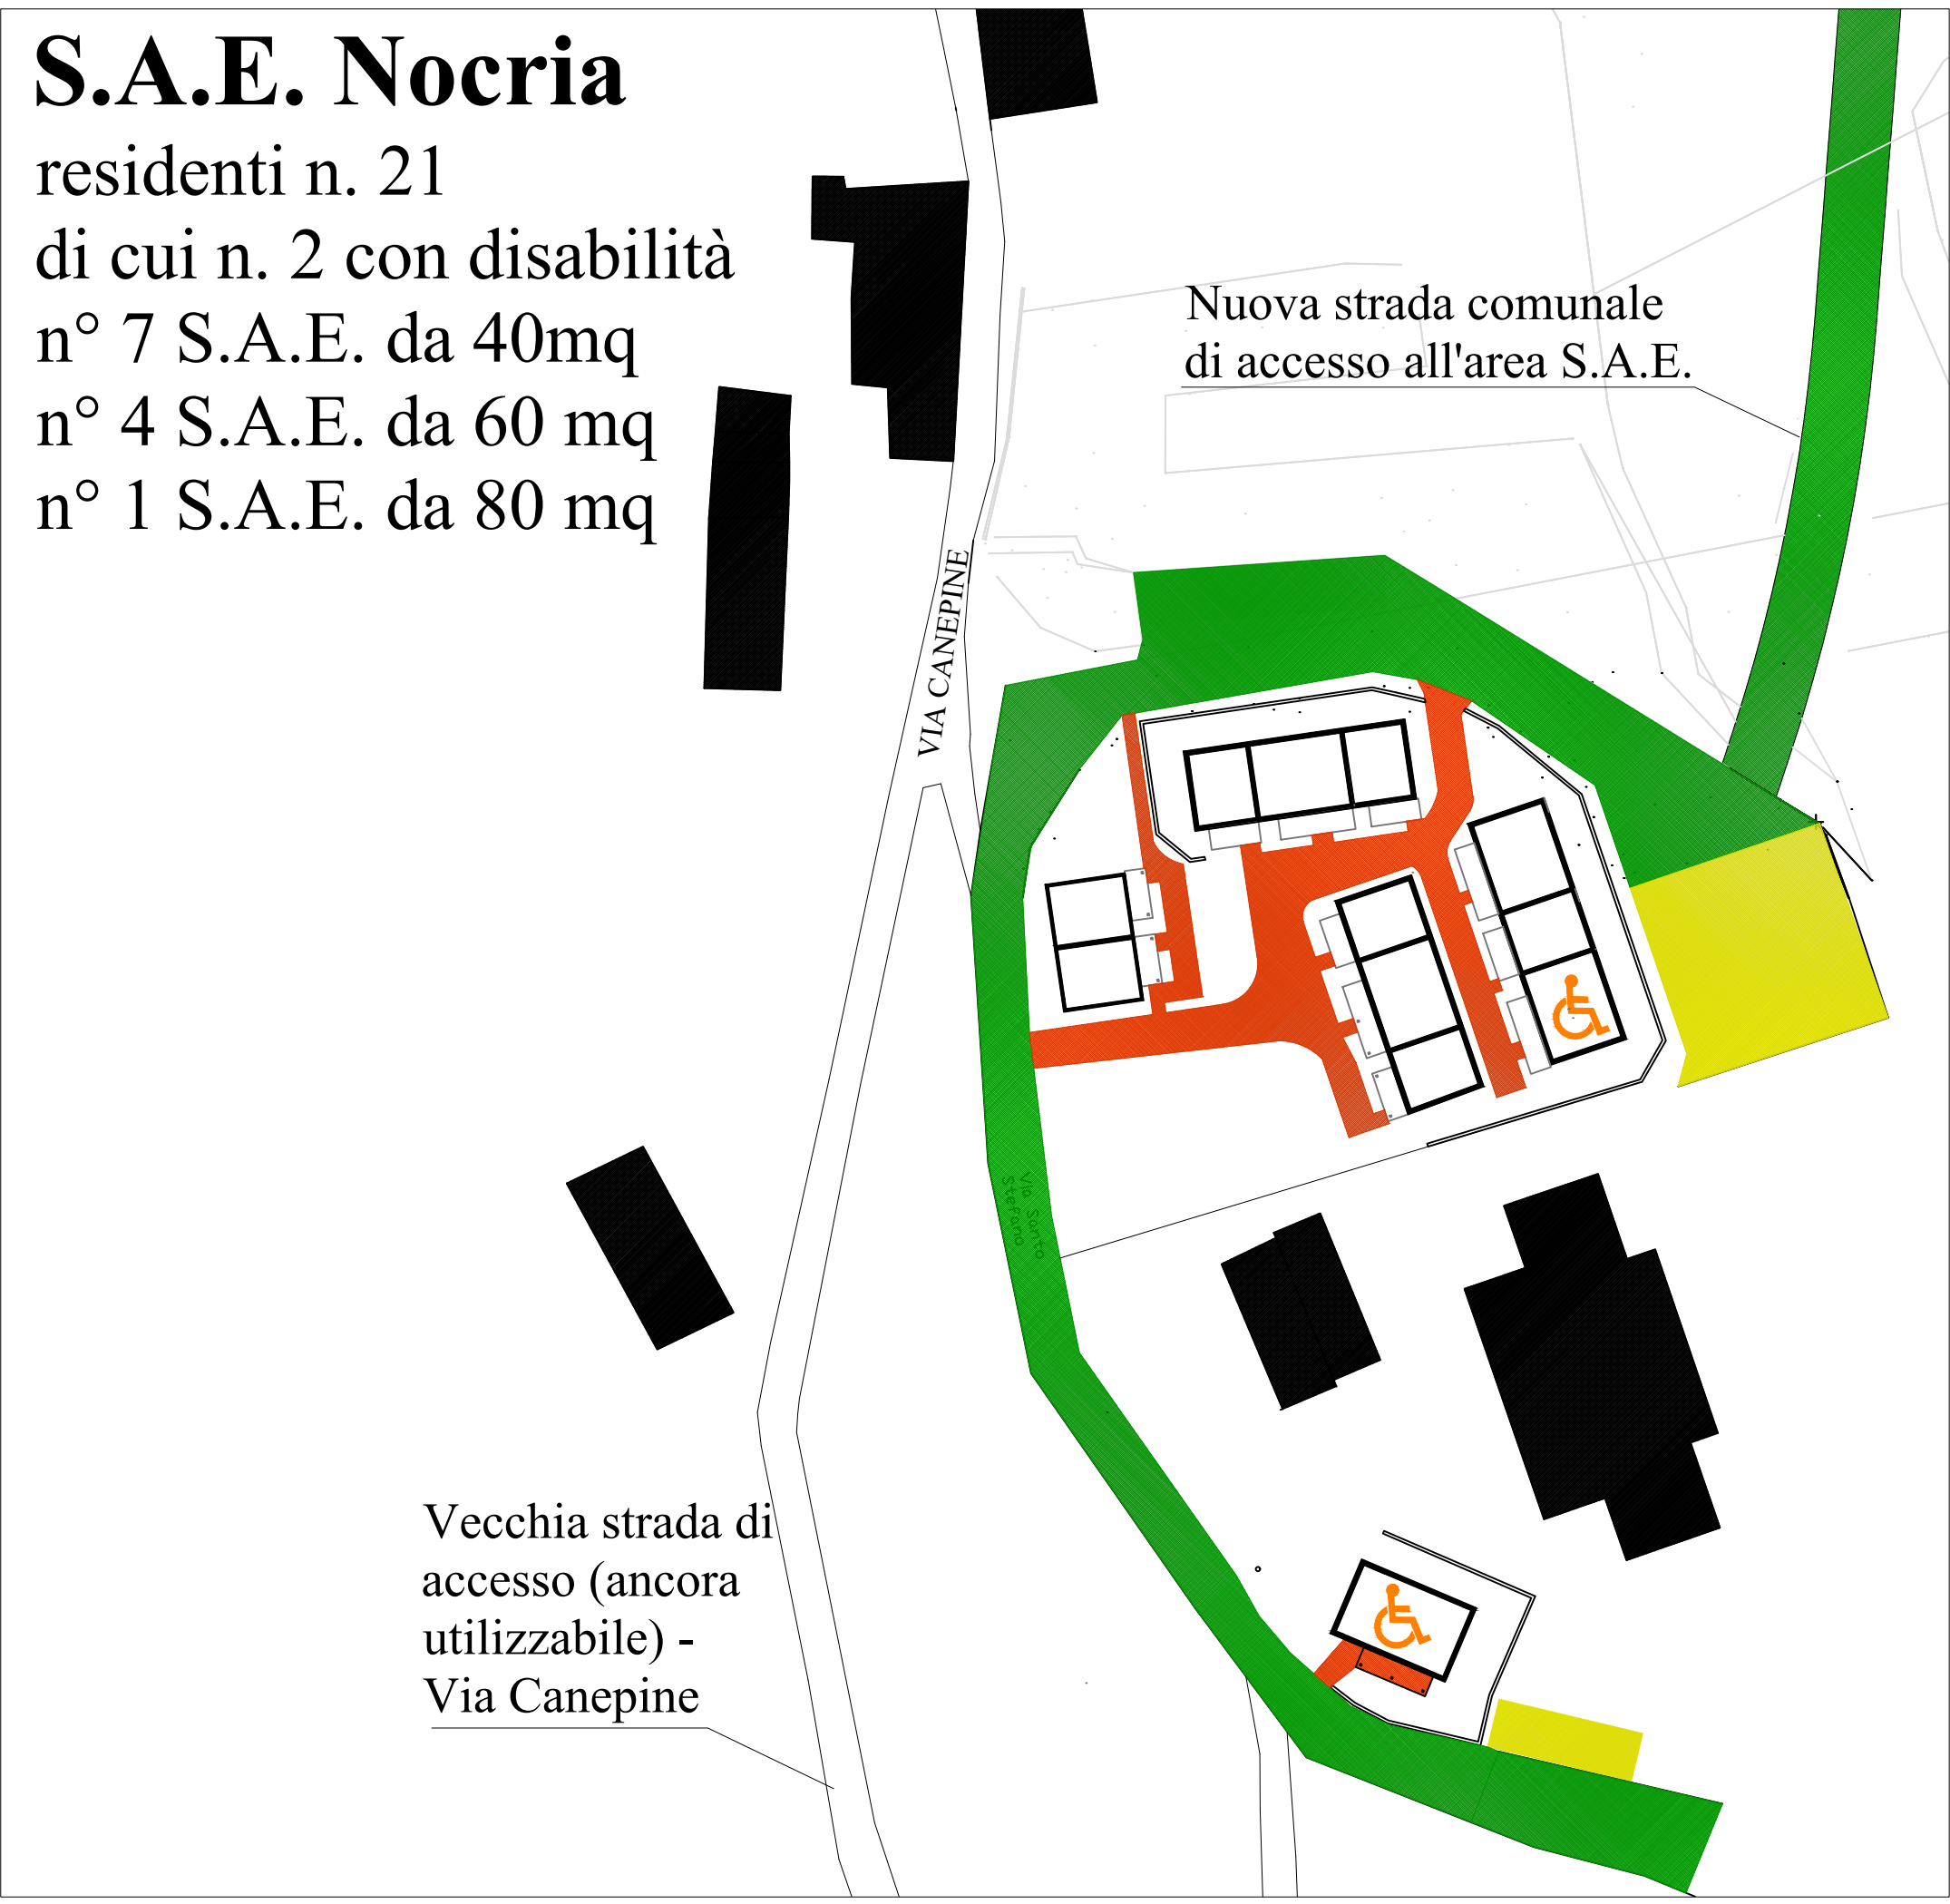 S.A.E. Nocria
residenti n. 21
di cui n. 2 con disabilità
n° 7 S.A.E. da 40mq
n° 4 S.A.E. da 60 mq
n° 1 S.A.E. da 80 mq
Nuova strada comunale
di accesso all'area S.A.E.
VIA CANEPINE
Via Santo
Stefano
Vecchia strada di
accesso (ancora
utilizzabile) -
Via Canepine